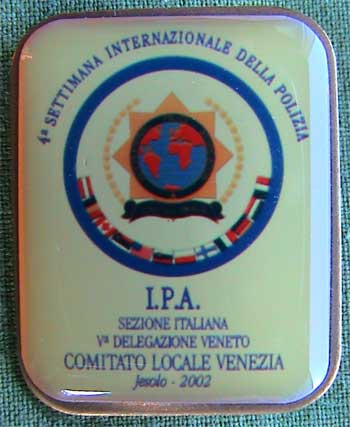 4ª SETTIMANA INTERNAZIONALE DELLA POLIZIA
I.P.A.
SEZIONE ITALIANA
Vª DELEGAZIONE VENETO
COMITATO LOCALE VENEZIA
Jesolo - 2002